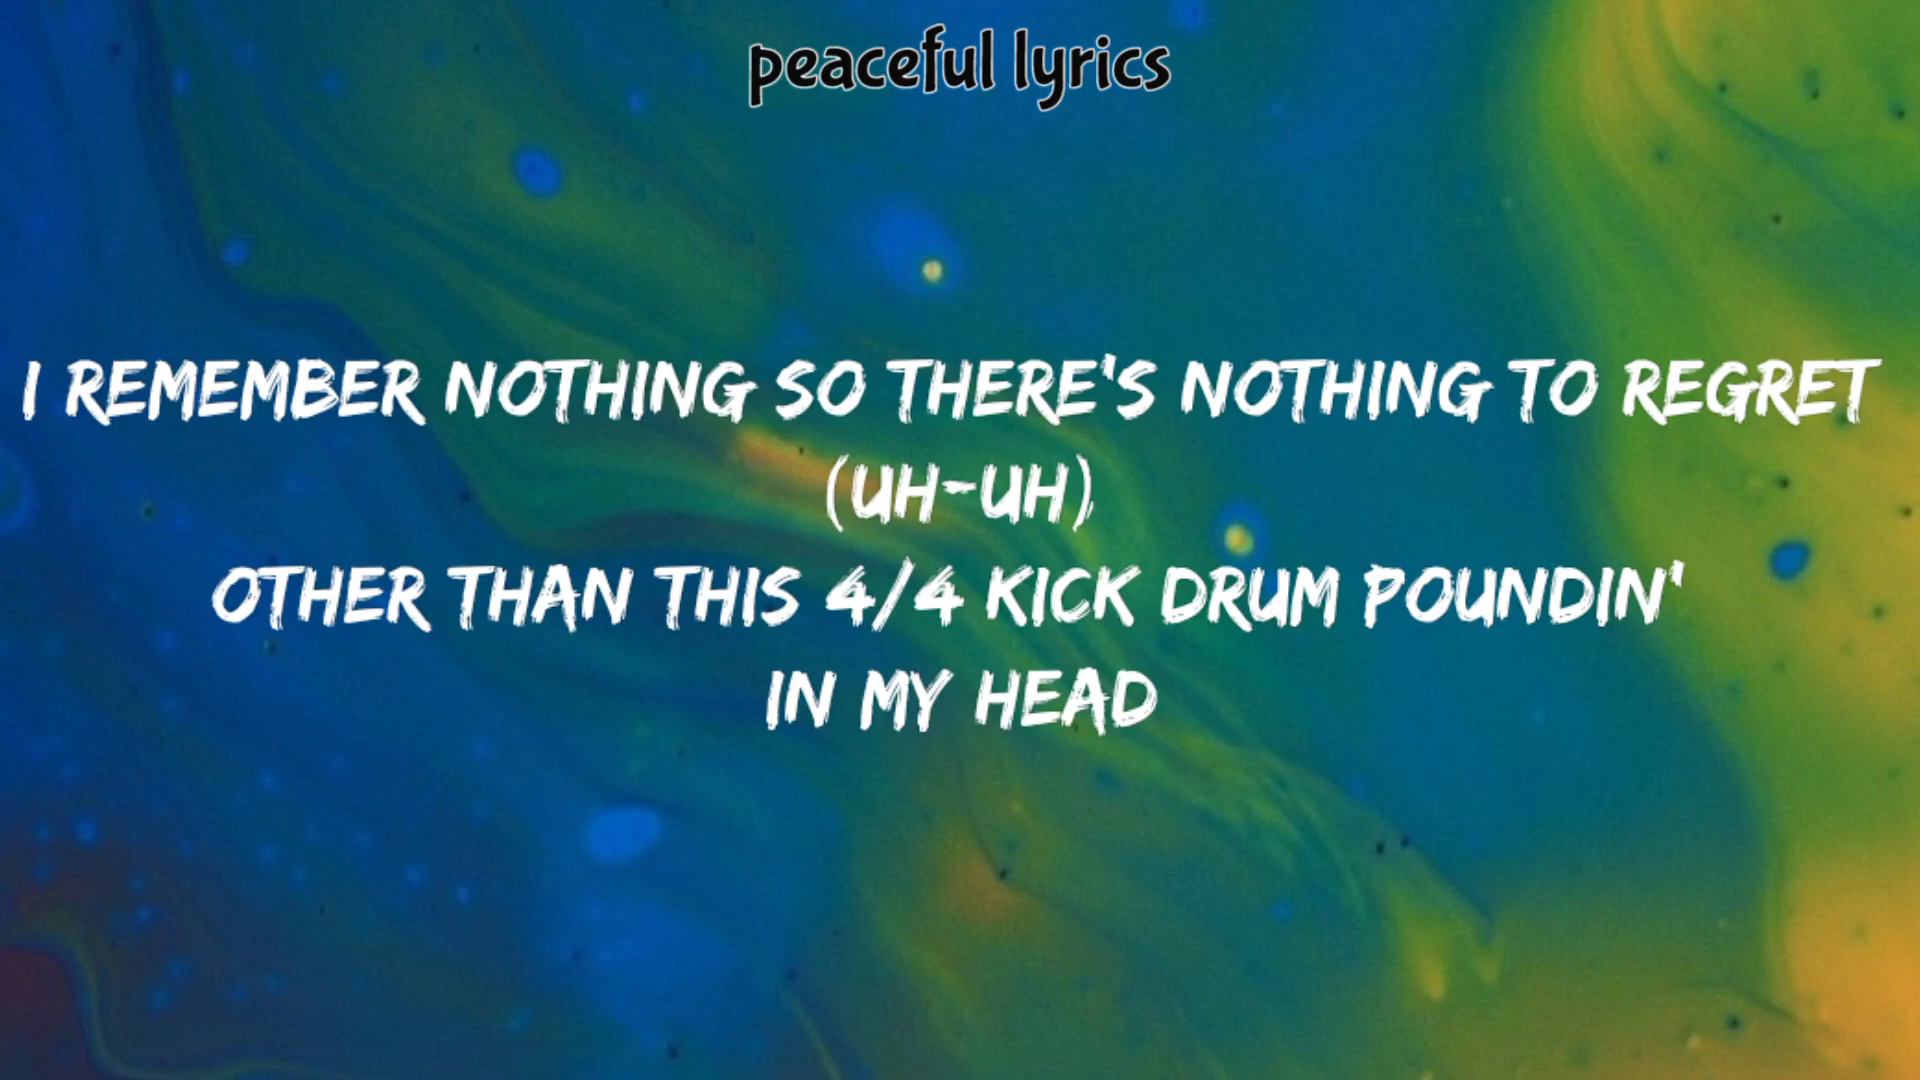 peaceful lyrics
I REMEMBER NOTHING SO THERE'S NOTHING TO REGRET
(UH-UH)
OTHER THAN THIS 4/4 KICK DRUM POUNDIN'
IN MY HEAD